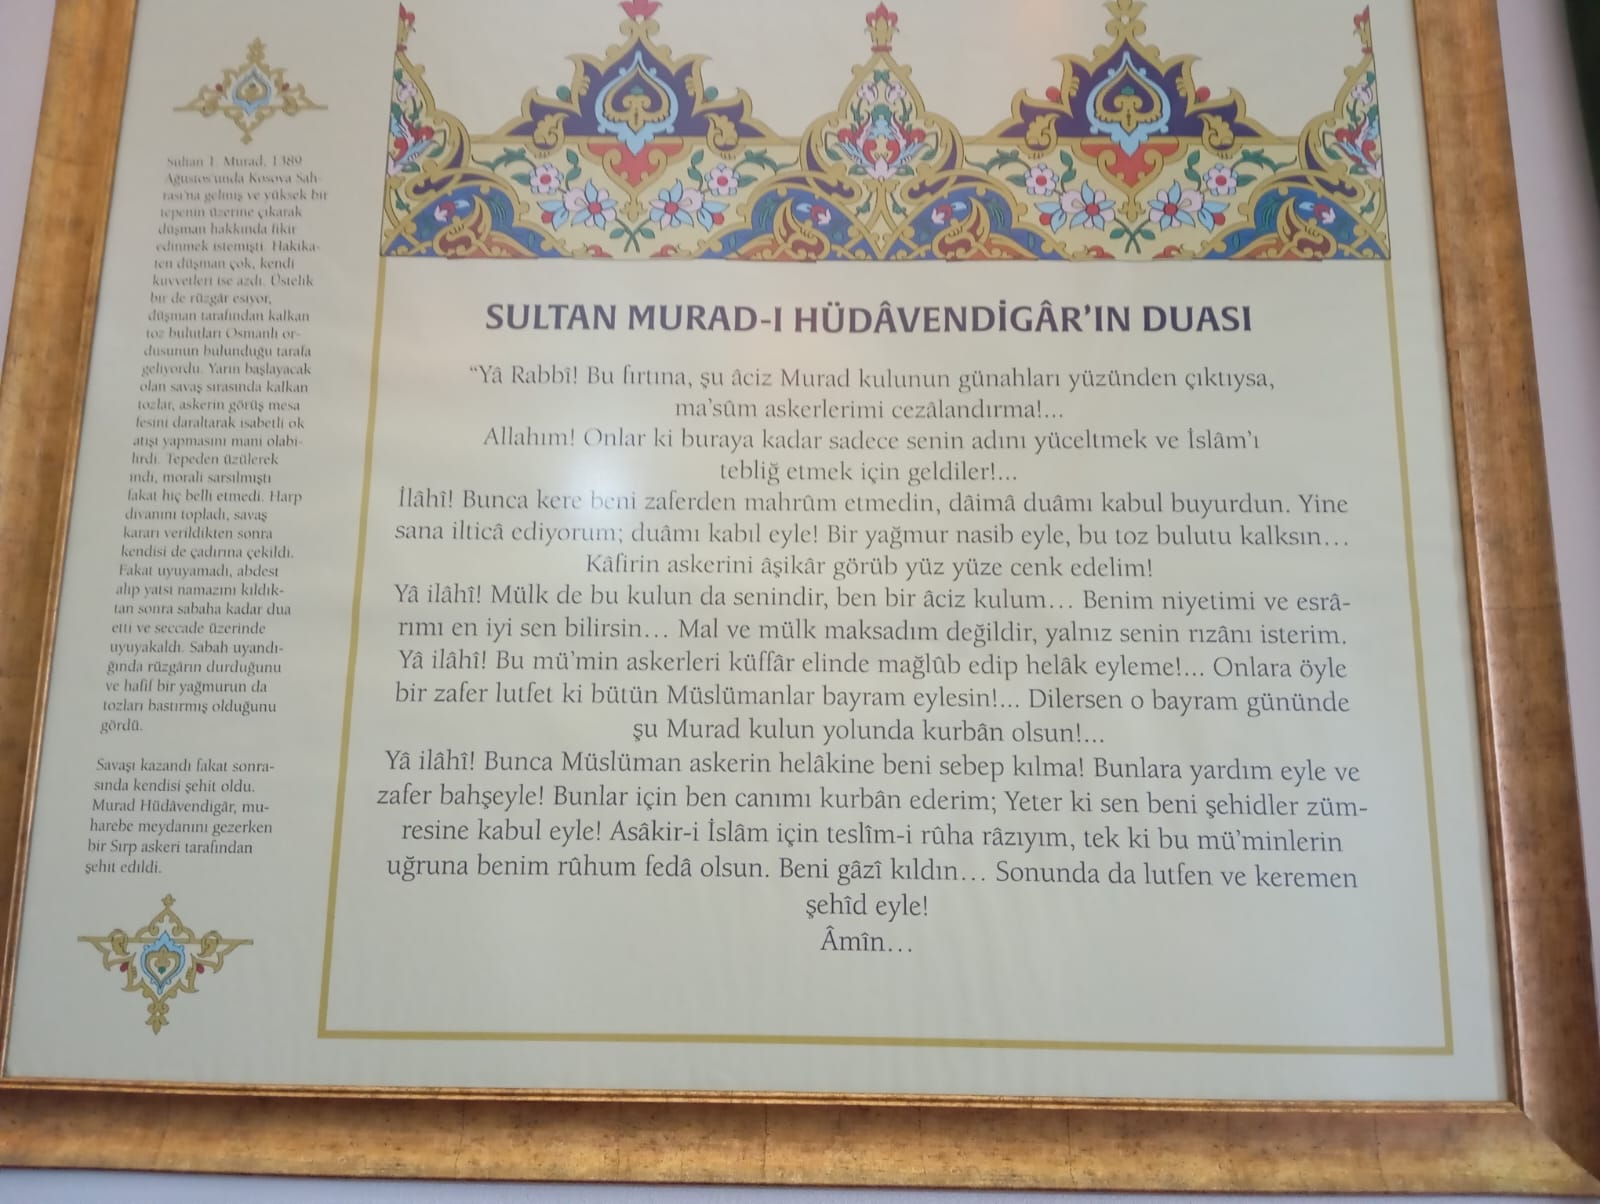 Sultan I. Murad, 1389
Ağustos'unda Kosova Sah-
rası'na gelmiş ve yüksek bir
tepenin üzerine çıkarak
düşman hakkında fikir
edinmek istemişti. Hakika-
ten düşman çok, kendi
kuvvetleri ise azdı. Üstelik
bir de rüzgâr esiyor,
düşman tarafından kalkan
toz bulutları Osmanlı or-
dusunun bulunduğu tarafa
geliyordu. Yarın başlayacak
olan savaş sırasında kalkan
tozlar, askerin görüş mesa
fesini daraltarak isabetli ok
atışı yapmasını mani olabi-
lirdi. Tepeden üzülerek
indi, morali sarsılmıştı
fakat hiç belli etmedi. Harp
divanını topladı, savaş
kararı verildikten sonra
kendisi de çadırına çekildi.
Fakat uyuyamadı, abdest
alıp yatsı namazını kıldık-
tan sonra sabaha kadar dua
etti ve seccade üzerinde
uyuyakaldı. Sabah uyandı-
ğında rüzgârın durduğunu
ve hafif bir yağmurun da
tozları bastırmış olduğunu
gördü.
Savaşı kazandı fakat sonra-
sında kendisi şehit oldu.
Murad Hüdâvendigâr, mu-
harebe meydanını gezerken
bir Sırp askeri tarafından
şehit edildi.
SULTAN MURAD-I HÜDÂVENDİGÂR'IN DUASI
"Yâ Rabbî! Bu fırtına, şu âciz Murad kulunun günahları yüzünden çıktıysa,
ma'sûm askerlerimi cezâlandırma!...
Allahım! Onlar ki buraya kadar sadece senin adını yüceltmek ve İslâm'ı
tebliğ etmek için geldiler!...
İlâhî! Bunca kere beni zaferden mahrûm etmedin, dâimâ duâmı kabul buyurdun. Yine
sana ilticâ ediyorum; duâmı kabıl eyle! Bir yağmur nasib eyle, bu toz bulutu kalksın...
Kâfirin askerini âşikâr görüb yüz yüze cenk edelim!
Yâ ilâhî! Mülk de bu kulun da senindir, ben bir âciz kulum... Benim niyetimi ve esrâ-
rımı en iyi sen bilirsin... Mal ve mülk maksadım değildir, yalnız senin rızânı isterim.
Yâ ilâhî! Bu mü'min askerleri küffâr elinde mağlûb edip helâk eyleme!... Onlara öyle
bir zafer lutfet ki bütün Müslümanlar bayram eylesin!... Dilersen o bayram gününde
şu Murad kulun yolunda kurbân olsun!...
Yâ ilâhî! Bunca Müslüman askerin helâkine beni sebep kılma! Bunlara yardım eyle ve
zafer bahşeyle! Bunlar için ben canımı kurbân ederim; Yeter ki sen beni şehidler züm-
resine kabul eyle! Asâkir-i İslâm için teslîm-i rûha râzıyım, tek ki bu mü'minlerin
uğruna benim rûhum fedâ olsun. Beni gâzî kıldın... Sonunda da lutfen ve keremen
şehîd eyle!
Âmîn...